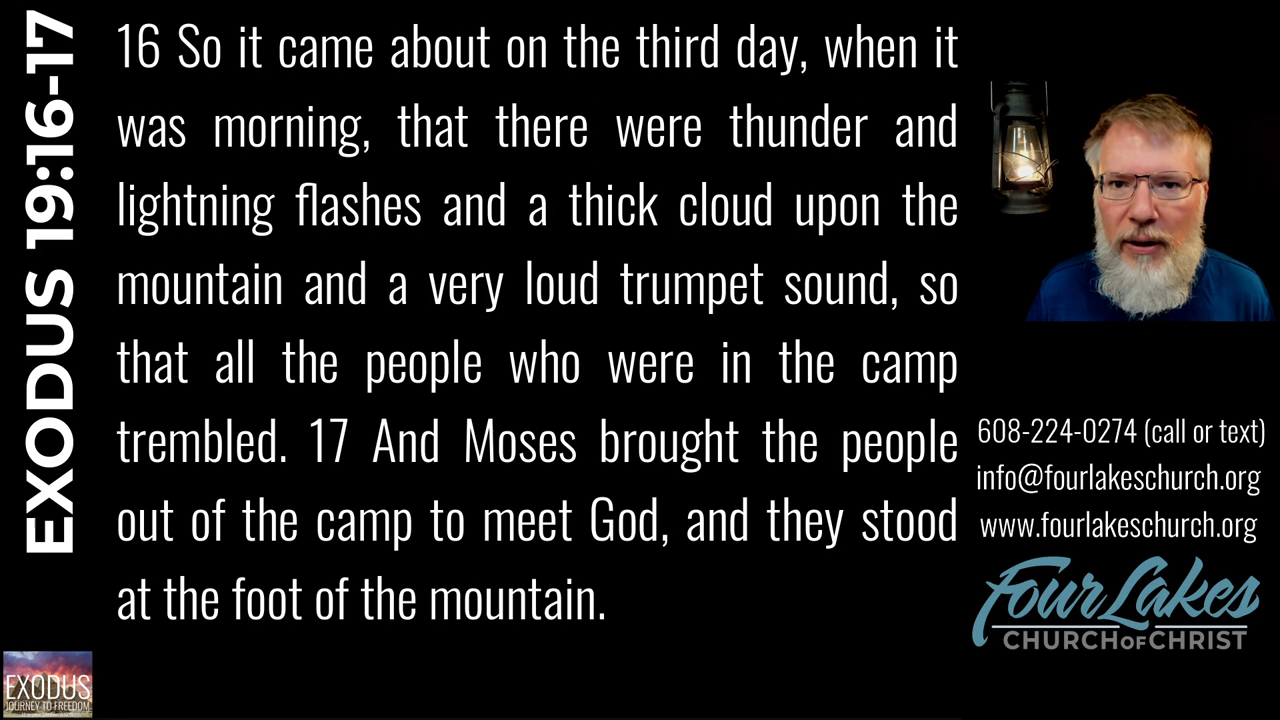 EXODUS 19:16-17
16 So it came about on the third day, when it
was morning, that there were thunder and
lightning flashes and a thick cloud upon the
mountain and a very loud trumpet sound, so
that all the people who were in the camp
trembled. 17 And Moses brought the people
out of the camp to meet God, and they stood
at the foot of the mountain.
608-224-0274 (call or text)
info@fourlakeschurch.org
www.fourlakeschurch.org
Four Lakes
CHURCH OF CHRIST
EXODUS
JOURNEY TO FREEDOM